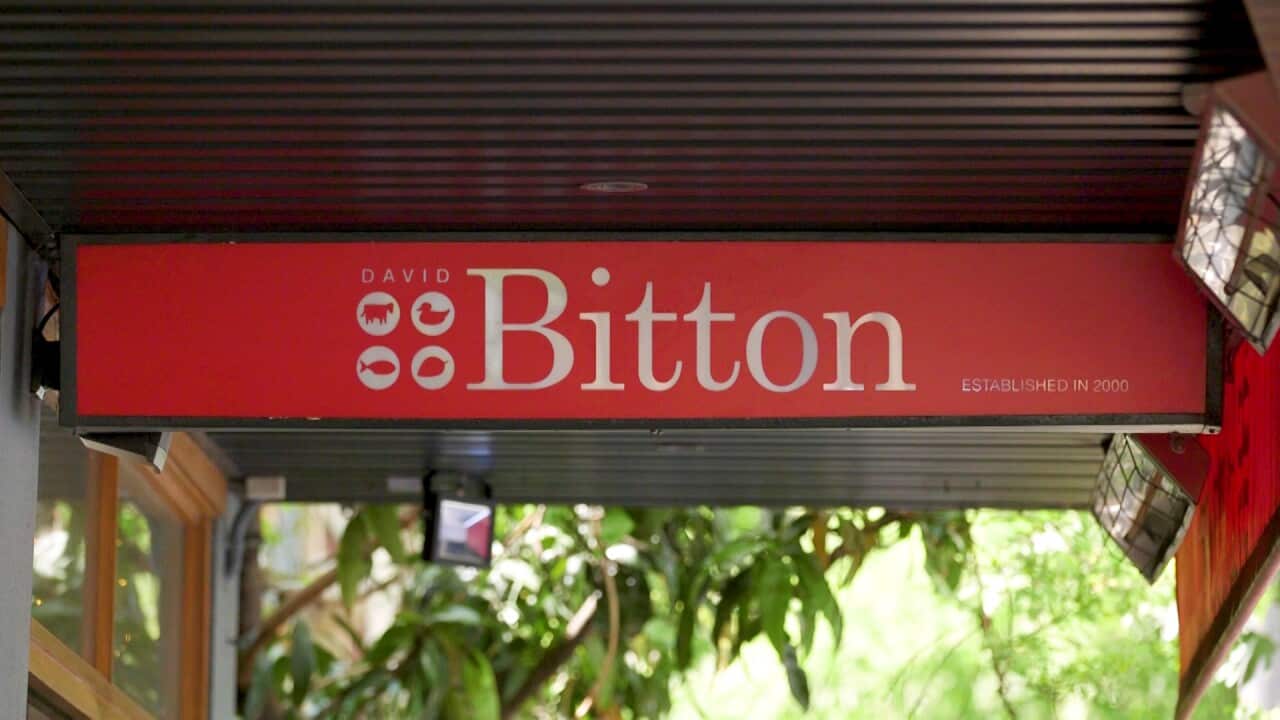 DAVID
Bitton
ESTABLISHED IN 2000